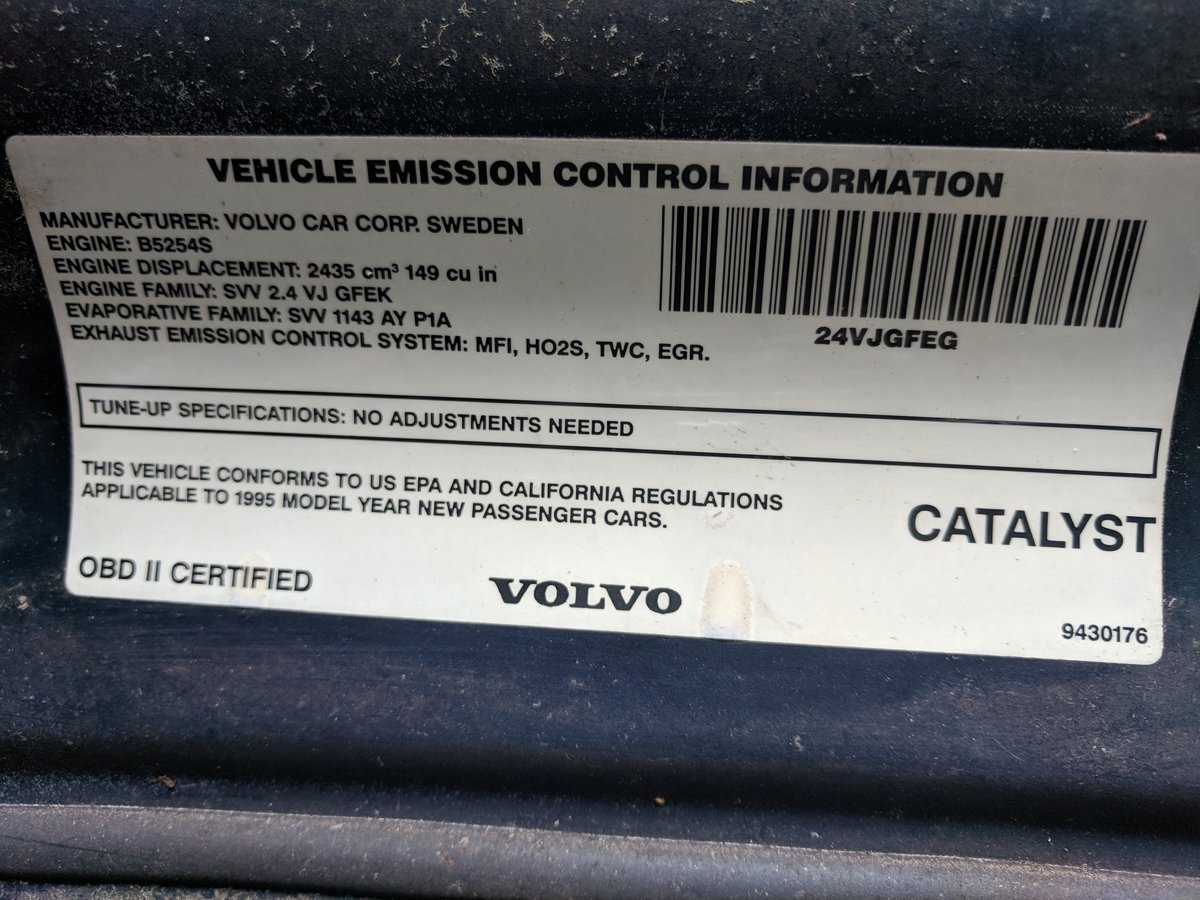 VEHICLE EMISSION CONTROL INFORMATION
MANUFACTURER: VOLVO CAR CORP. SWEDEN
ENGINE: B5254S
ENGINE DISPLACEMENT: 2435 cm³ 149 cu in
ENGINE FAMILY: SVV 2.4 VJ GFEK
EVAPORATIVE FAMILY: SVV 1143 AY P1A
EXHAUST EMISSION CONTROL SYSTEM: MFI, HO2S, TWC, EGR.
24VJGFEG
TUNE-UP SPECIFICATIONS: NO ADJUSTMENTS NEEDED
THIS VEHICLE CONFORMS TO US EPA AND CALIFORNIA REGULATIONS
APPLICABLE TO 1995 MODEL YEAR NEW PASSENGER CARS.
CATALYST
OBD II CERTIFIED
VOLVO
9430176